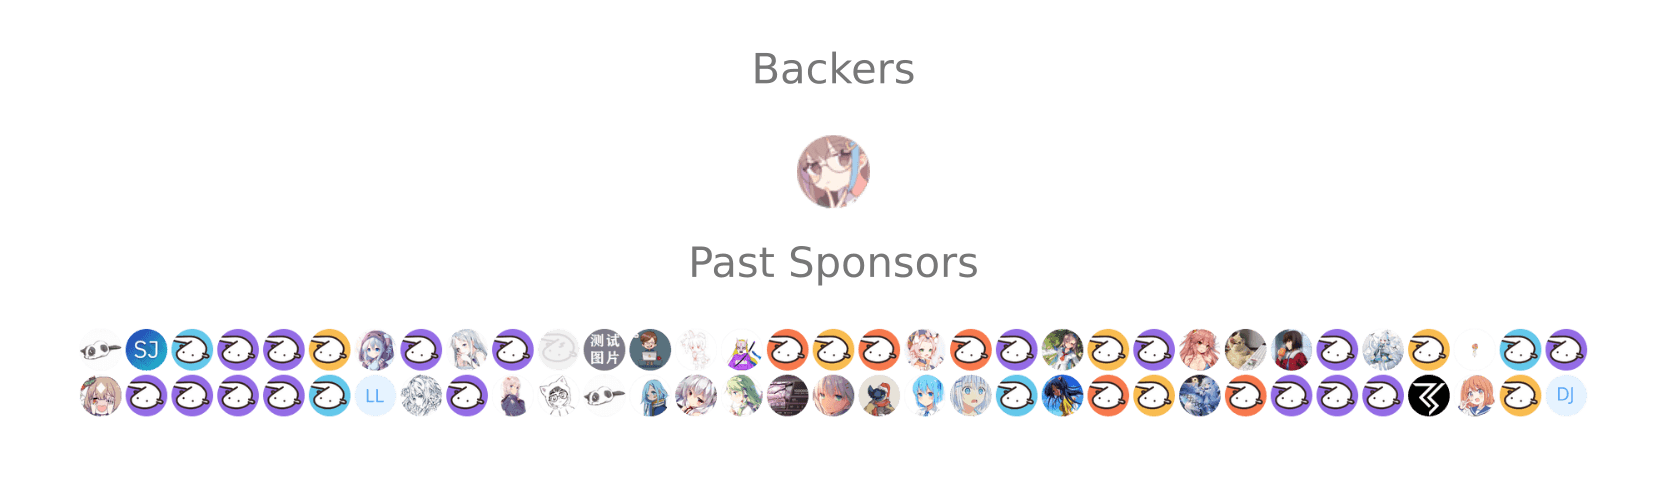 Backers
Past Sponsors
SJ
测试
图片
LL
DJ